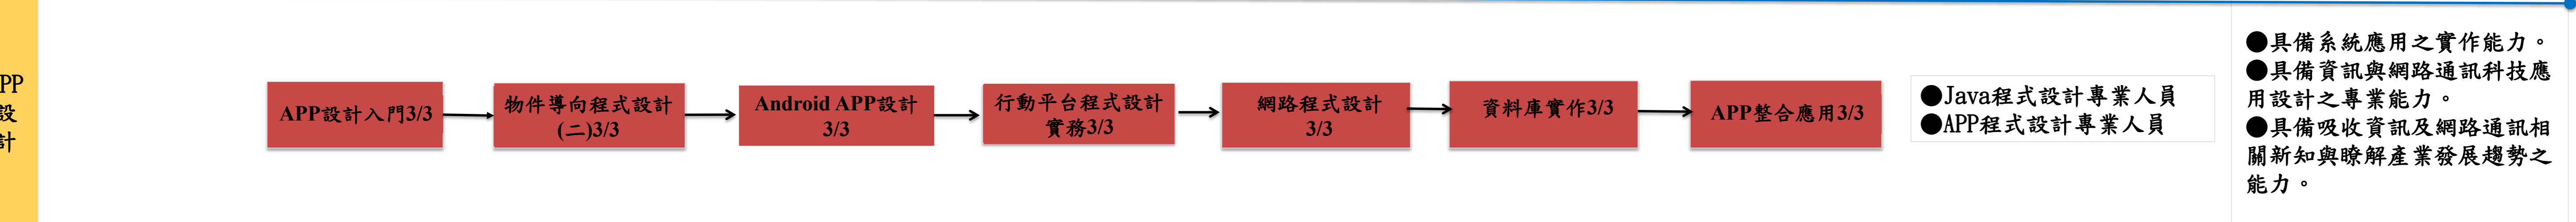 PP
設
計
APP設計入門3/3
物件導向程式設計
(二)3/3
Android APP設計
3/3
行動平台程式設計
實務3/3
網路程式設計
3/3
資料庫實作3/3
APP整合應用3/3
●Java程式設計專業人員
●APP程式設計專業人員
●具備系統應用之實作能力。
●具備資訊與網路通訊科技應
用設計之專業能力。
●具備吸收資訊及網路通訊相
關新知與瞭解產業發展趨勢之
能力。